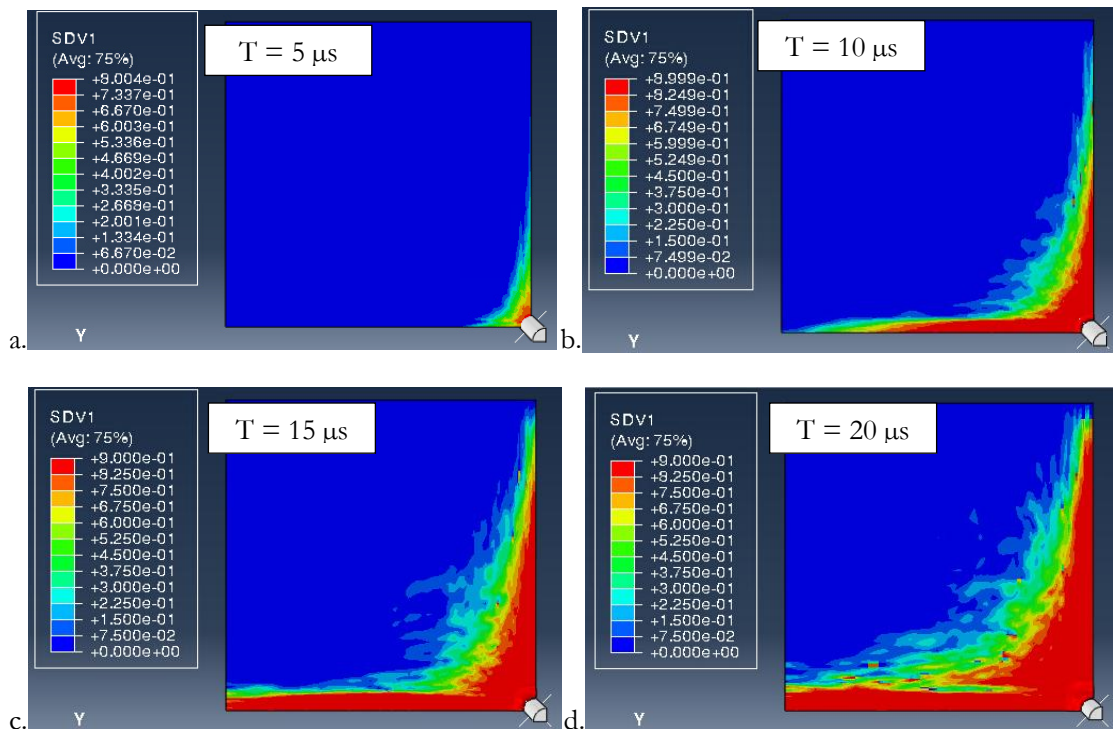 SDV1
(Avg: 75%)
+8.004e-01
+7.337e-01
+6.670e-01
+6.003e-01
+5.336e-01
+4.669e-01
+4.002e-01
+3.335e-01
+2.668e-01
+2.001e-01
+1.334e-01
+6.670e-02
+0.000e+00
T = 5 μs
Y
a.
SDV1
(Avg: 75%)
+8.999e-01
+8.249e-01
+7.499e-01
+6.749e-01
+5.999e-01
+5.249e-01
+4.500e-01
+3.750e-01
+3.000e-01
+2.250e-01
+1.500e-01
+7.499e-02
+0.000e+00
T = 10 μs
Y
b.
SDV1
(Avg: 75%)
+9.000e-01
+8.250e-01
+7.500e-01
+6.750e-01
+6.000e-01
+5.250e-01
+4.500e-01
+3.750e-01
+3.000e-01
+2.250e-01
+1.500e-01
+7.500e-02
+0.000e+00
T = 15 μs
Y
c.
SDV1
(Avg: 75%)
+9.000e-01
+8.250e-01
+7.500e-01
+6.750e-01
+6.000e-01
+5.250e-01
+4.500e-01
+3.750e-01
+3.000e-01
+2.250e-01
+1.500e-01
+7.500e-02
+0.000e+00
T = 20 μs
Y
d.